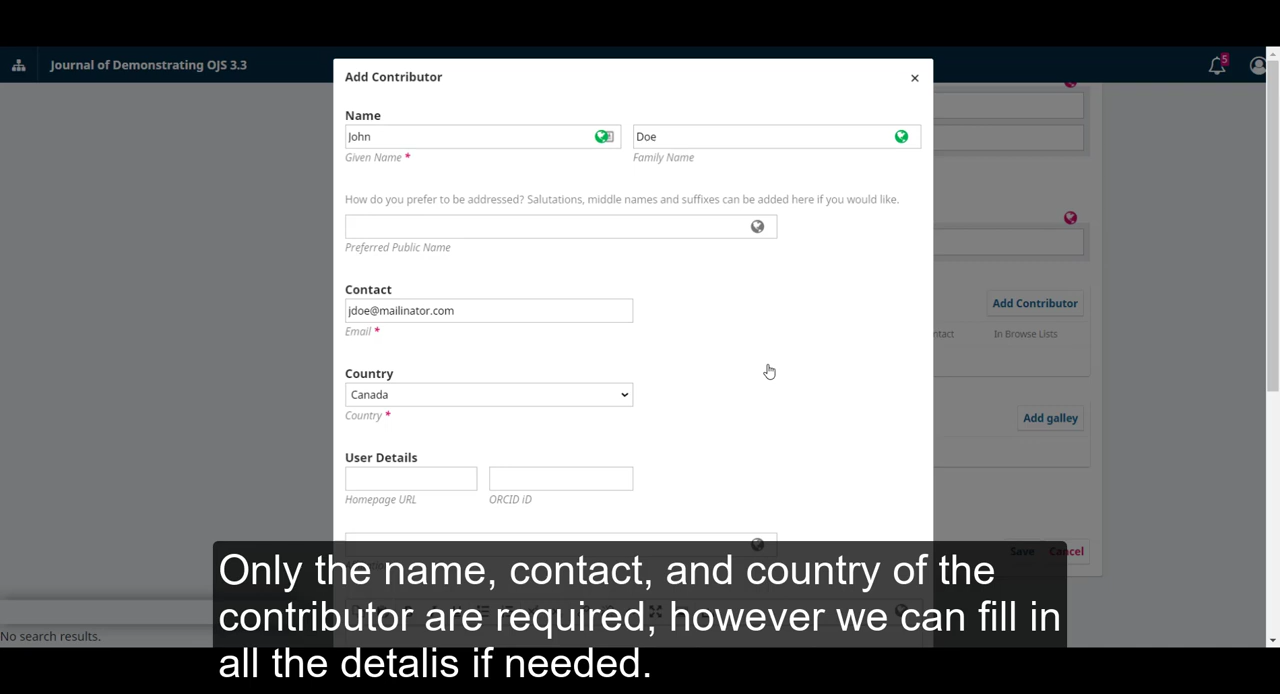 Journal of Demonstrating OJS 3.3
5
Add Contributor
×
Name
John
Doe
Given Name *
Family Name
How do you prefer to be addressed? Salutations, middle names and suffixes can be added here if you would like.
Preferred Public Name
Contact
jdoe@mailinator.com
Email *
Add Contributor
ntact
In Browse Lists
Country
Canada
Country *
Add galley
User Details
Homepage URL
ORCID iD
Save
Cancel
No search results.
Only the name, contact, and country of the
contributor are required, however we can fill in
all the detalis if needed.